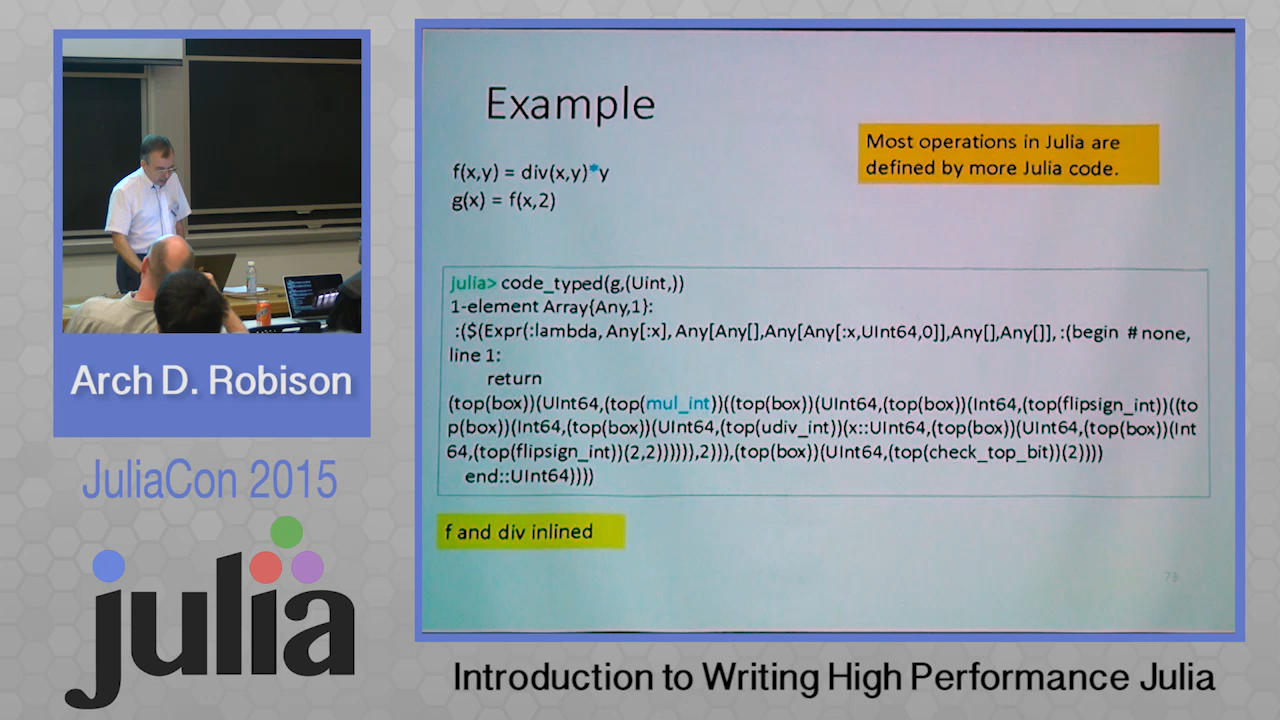 Arch D. Robison
JuliaCon 2015
julia
Example
Most operations in Julia are
defined by more Julia code.
f(x,y) = div(x,y)*y
g(x) = f(x,2)
julia> code_typed(g,(Uint,))
1-element Array{Any,1}:
:($(Expr(:lambda, Any[:x], Any[Any[],Any[Any[:x,UInt64,0]],Any[],Any[]], :(begin # none,
line 1:
return
(top(box))(UInt64,(top(mul_int))((top(box))(UInt64,(top(box))(Int64,(top(flipsign_int))((to
p(box))(Int64,(top(box))(UInt64,(top(udiv_int))(x::UInt64,(top(box))(UInt64,(top(box))(Int
64,(top(flipsign_int))(2,2)))))),2))),(top(box))(UInt64,(top(check_top_bit))(2))))
end::UInt64))))
f and div inlined
73
Introduction to Writing High Performance Julia